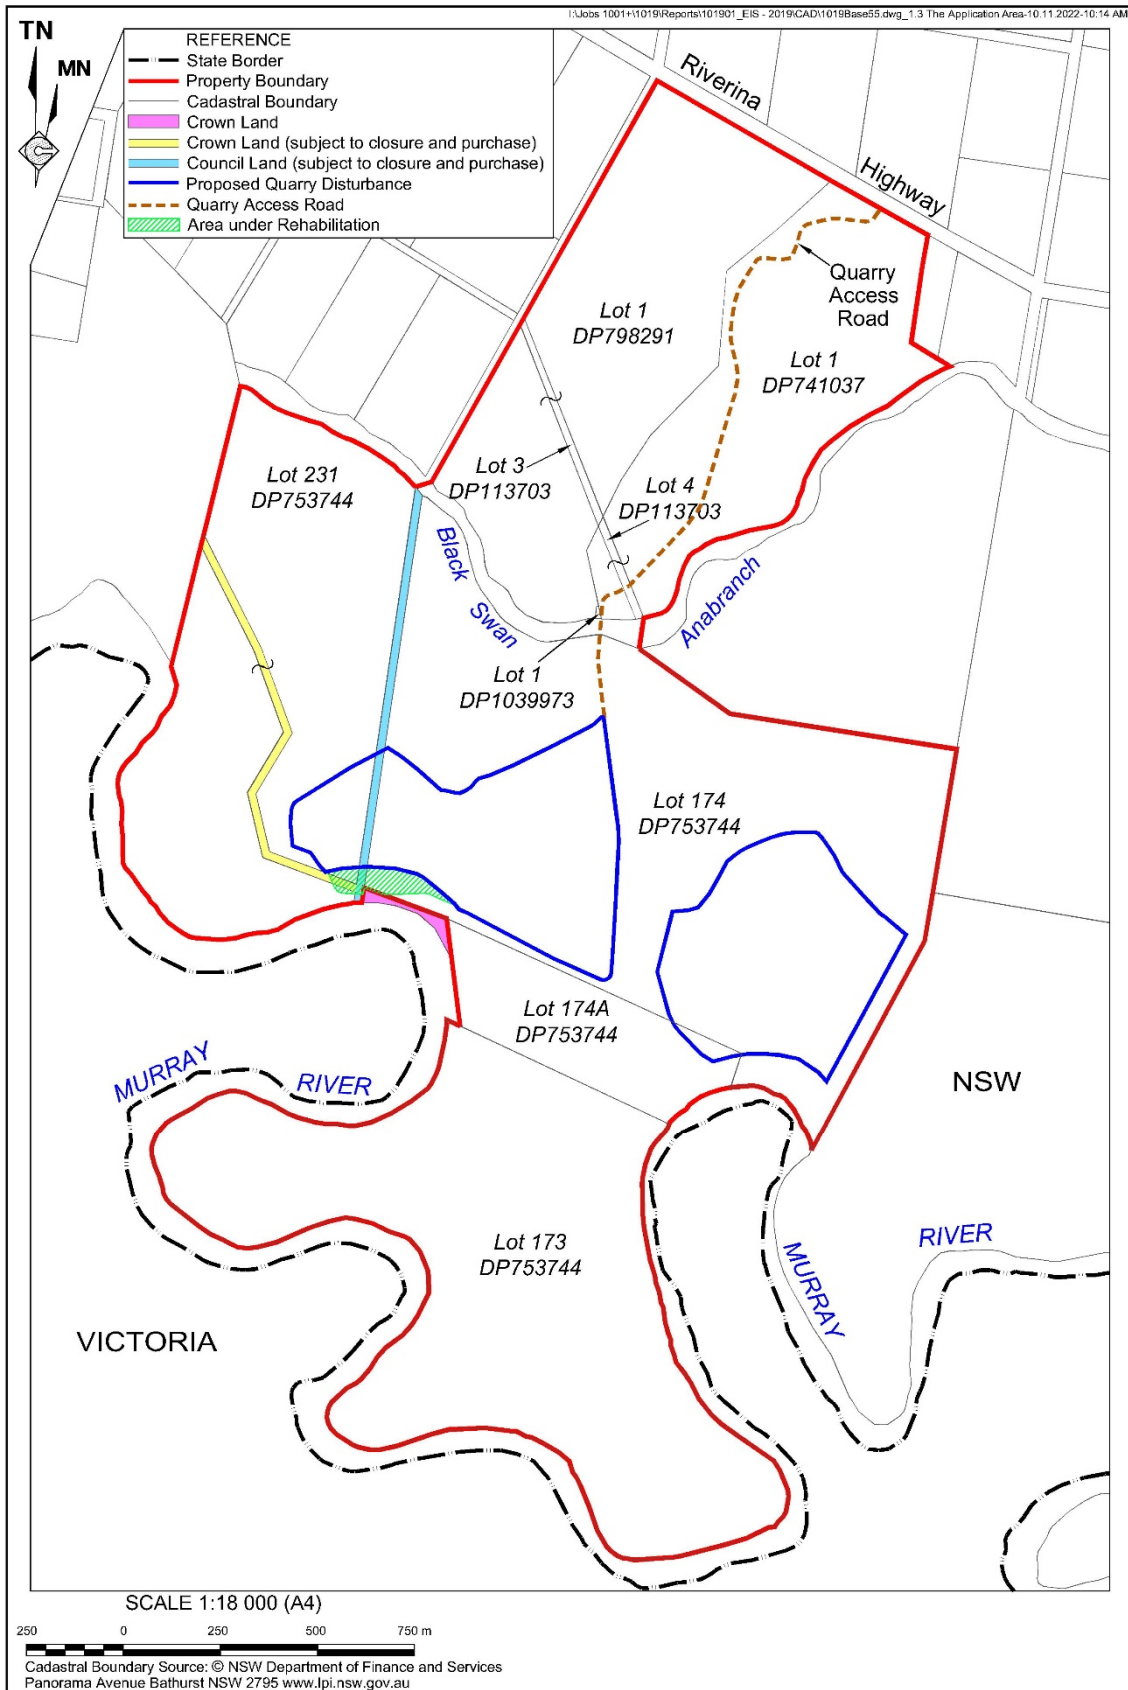 I:\Jobs 1001+\1019\Reports\101901_EIS - 2019\CAD\1019Base55.dwg_1.3 The Application Area-10.11.2022-10:14 AM
TN
MN
REFERENCE
State Border
Property Boundary
Cadastral Boundary
Crown Land
Crown Land (subject to closure and purchase)
Council Land (subject to closure and purchase)
Proposed Quarry Disturbance
Quarry Access Road
Area under Rehabilitation
Riverina
Highway
Quarry
Access
Road
Lot 1
DP798291
Lot 1
DP741037
Lot 3
DP113703
Lot 4
DP113703
Lot 231
DP753744
Black
Swan
Anabranch
Lot 1
DP1039973
Lot 174
DP753744
Lot 174A
DP753744
MURRAY
RIVER
NSW
Lot 173
DP753744
MURRAY
RIVER
VICTORIA
SCALE 1:18 000 (A4)
250 0 250 500 750 m
Cadastral Boundary Source: © NSW Department of Finance and Services
Panorama Avenue Bathurst NSW 2795 www.lpi.nsw.gov.au